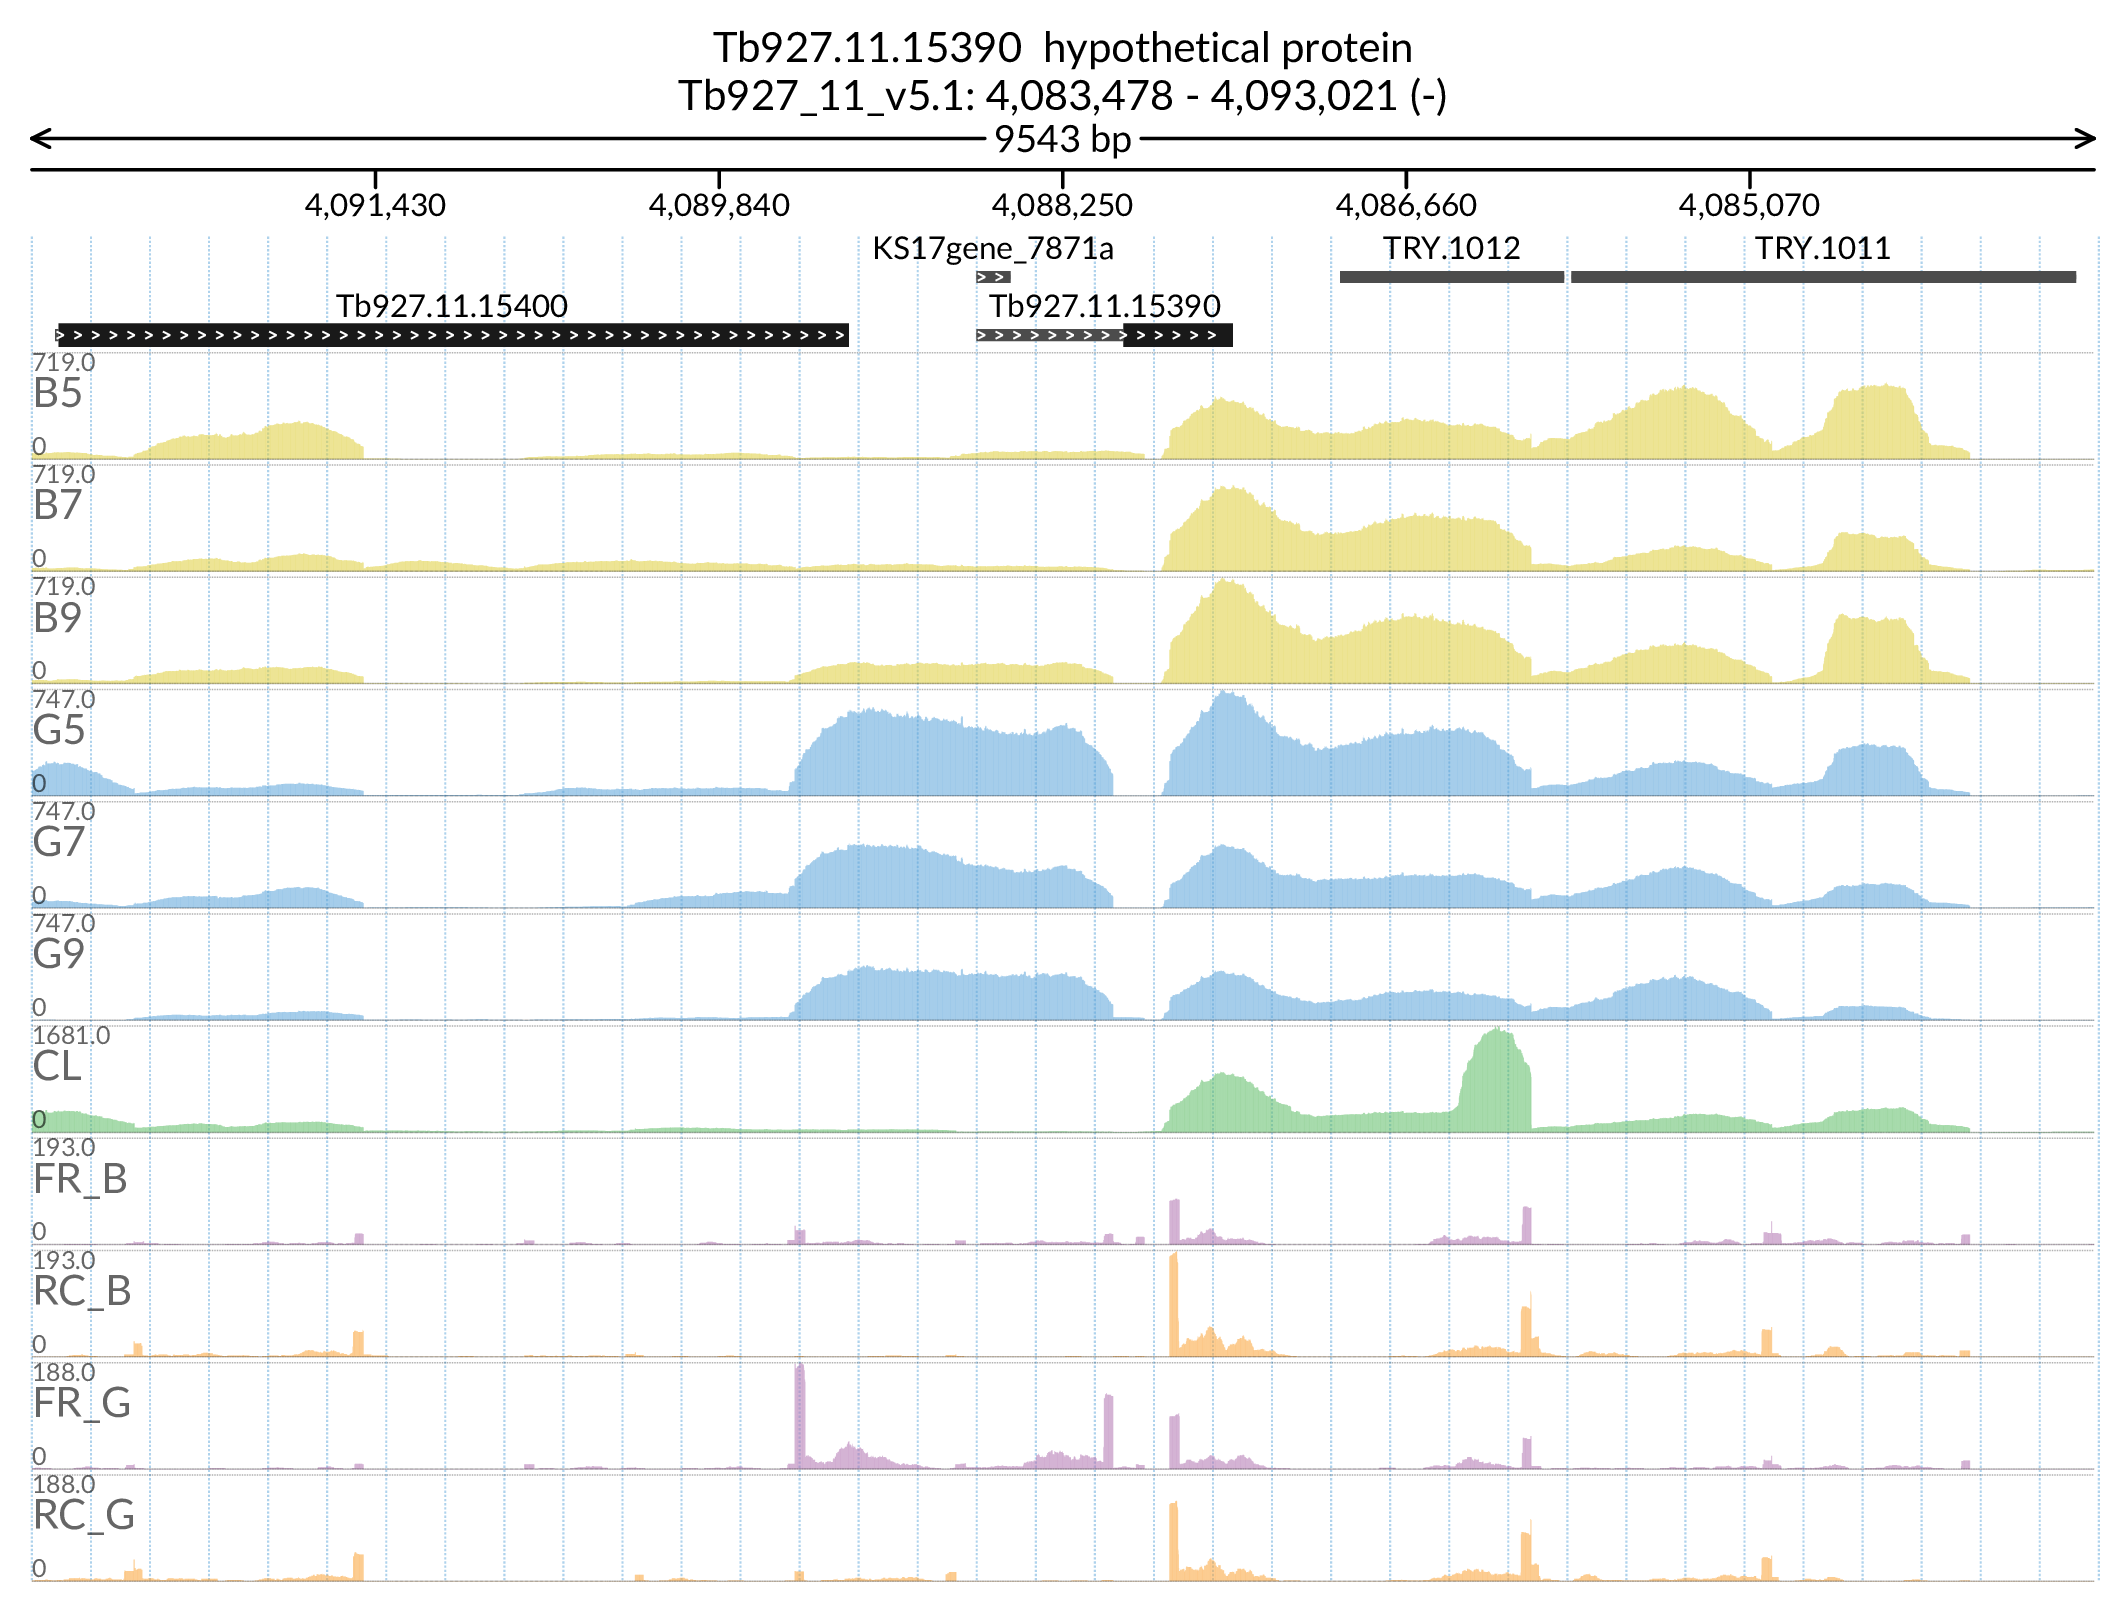 Tb927.11.15390  hypothetical protein
Tb927_11_v5.1: 4,083,478 - 4,093,021 (-)
9543 bp
4,091,430 4,089,840 4,088,250 4,086,660 4,085,070
KS17gene_7871a TRY.1012 TRY.1011
Tb927.11.15400 Tb927.11.15390
719.0
B5
0
719.0
B7
0
719.0
B9
0
747.0
G5
0
747.0
G7
0
747.0
G9
0
1681.0
CL
0
193.0
FR_B
0
193.0
RC_B
0
188.0
FR_G
0
188.0
RC_G
0